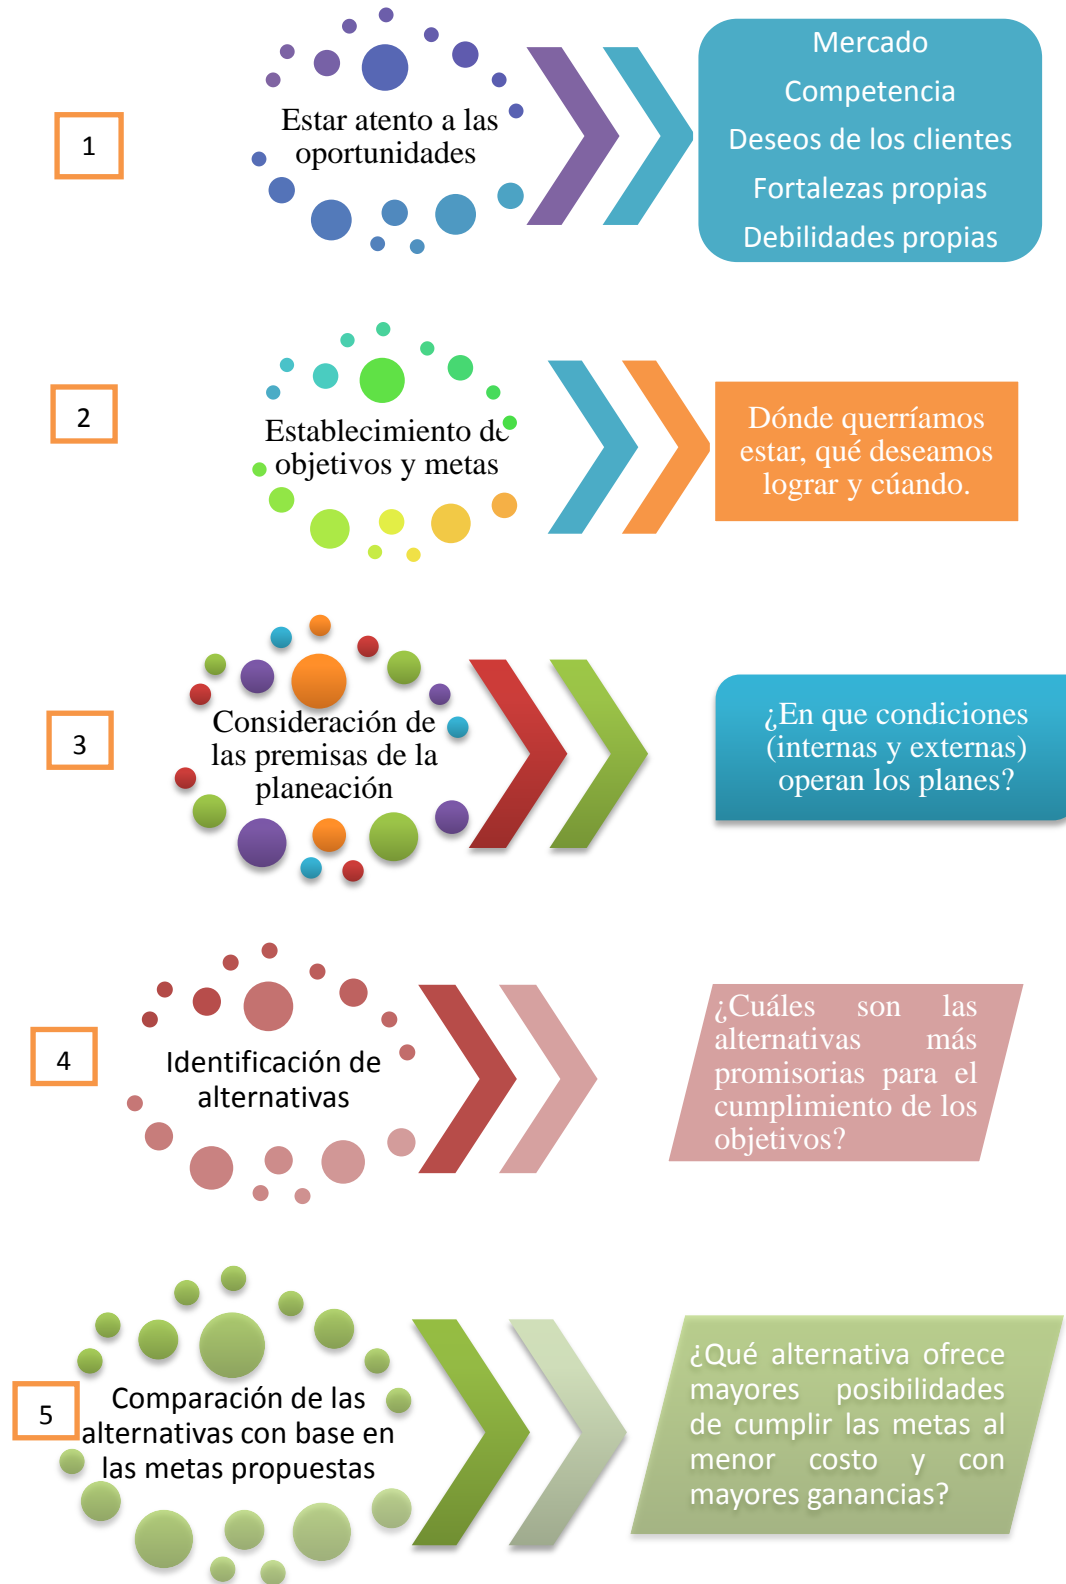 1
Estar atento a las
oportunidades
Mercado
Competencia
Deseos de los clientes
Fortalezas propias
Debilidades propias
2
Establecimiento de
objetivos y metas
Dónde querríamos
estar, qué deseamos
lograr y cúando.
3
Consideración de
las premisas de la
planeación
¿En que condiciones
(internas y externas)
operan los planes?
4
Identificación de
alternativas
¿Cuáles son las
alternativas más
promisorias para el
cumplimiento de los
objetivos?
5
Comparación de las
alternativas con base en
las metas propuestas
¿Qué alternativa ofrece
mayores posibilidades
de cumplir las metas al
menor costo y con
mayores ganancias?